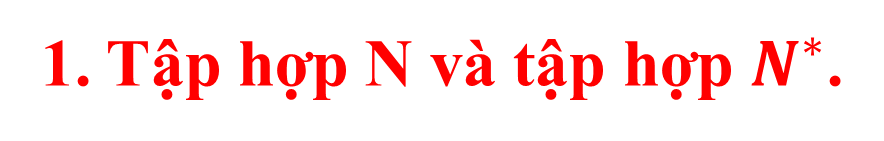 1. Tập hợp N và tập hợp N*.